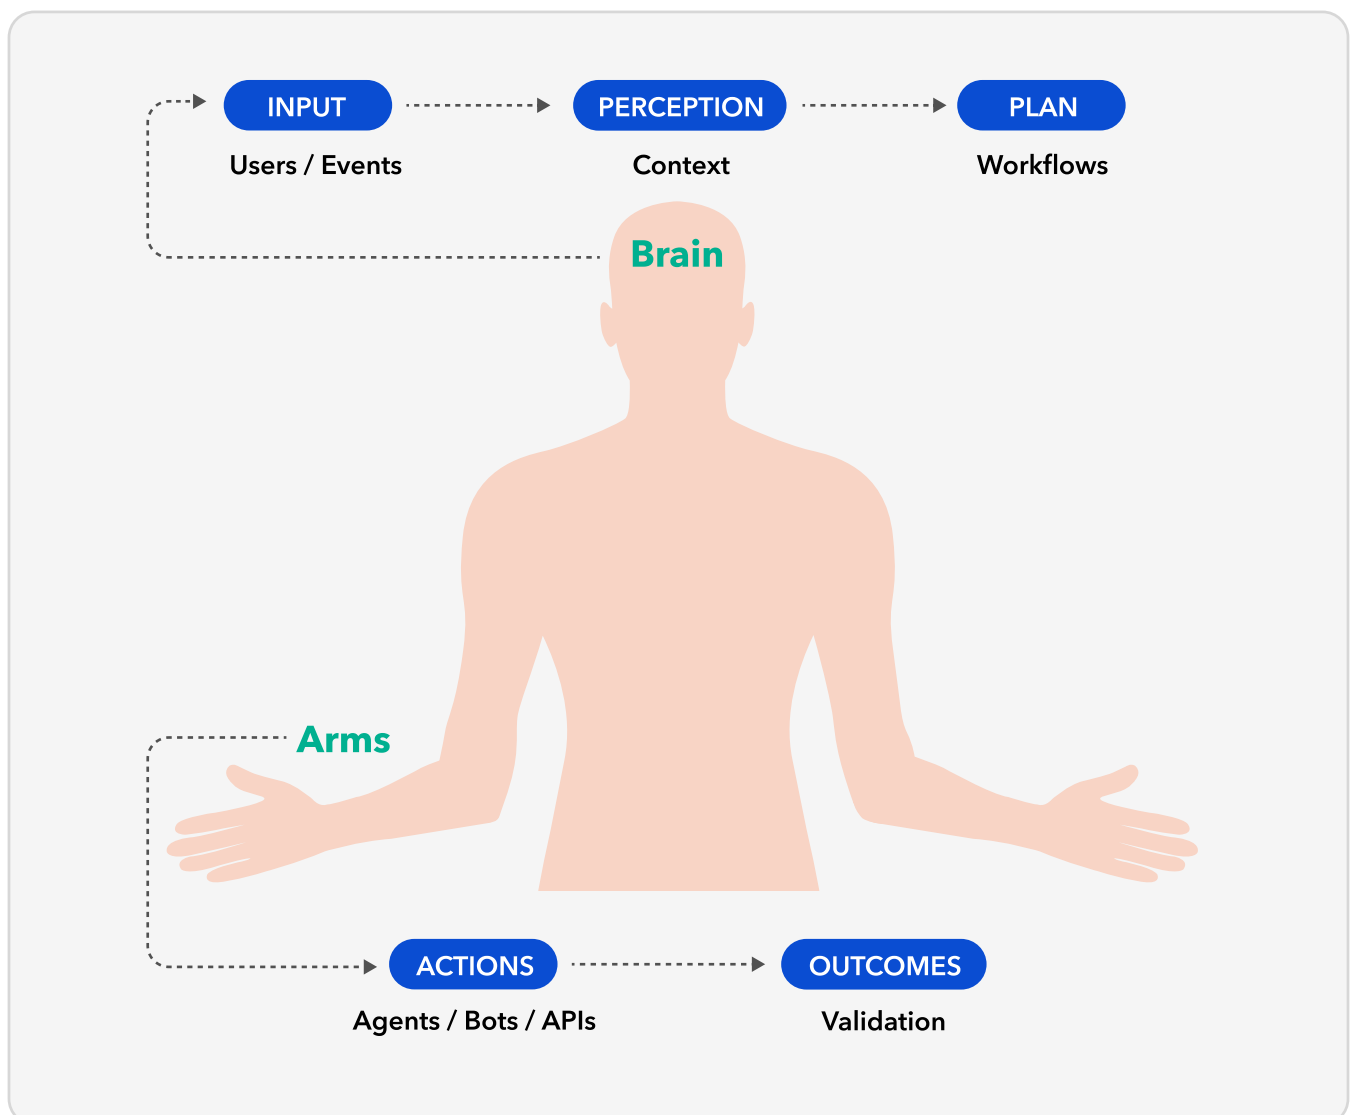 INPUT
PERCEPTION
PLAN
Users / Events
Context
Workflows
Brain
Arms
ACTIONS
OUTCOMES
Agents / Bots / APIs
Validation